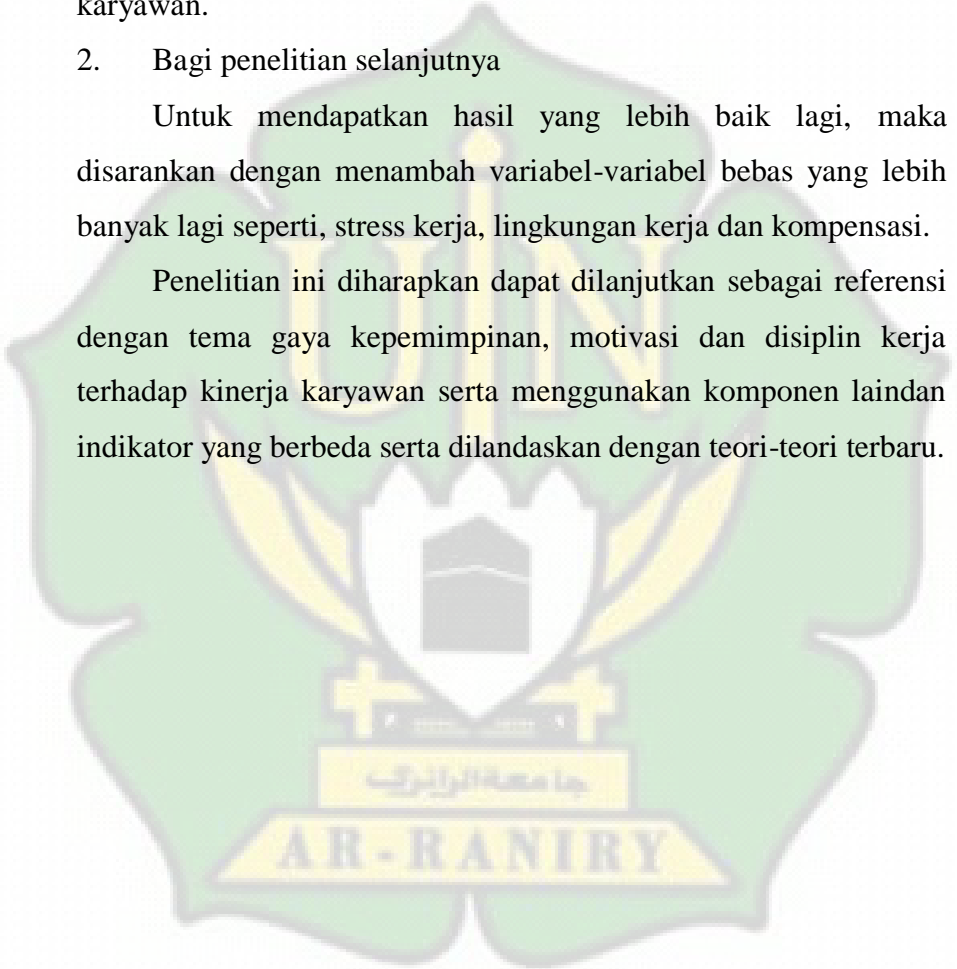 karyawan.
2. Bagi penelitian selanjutnya
Untuk mendapatkan hasil yang lebih baik lagi, maka
disarankan dengan menambah variabel-variabel bebas yang lebih
banyak lagi seperti, stress kerja, lingkungan kerja dan kompensasi.
Penelitian ini diharapkan dapat dilanjutkan sebagai referensi
dengan tema gaya kepemimpinan, motivasi dan disiplin kerja
terhadap kinerja karyawan serta menggunakan komponen laindan
indikator yang berbeda serta dilandaskan dengan teori-teori terbaru.
UIN
جامعة الرانري
AR-RANIRY